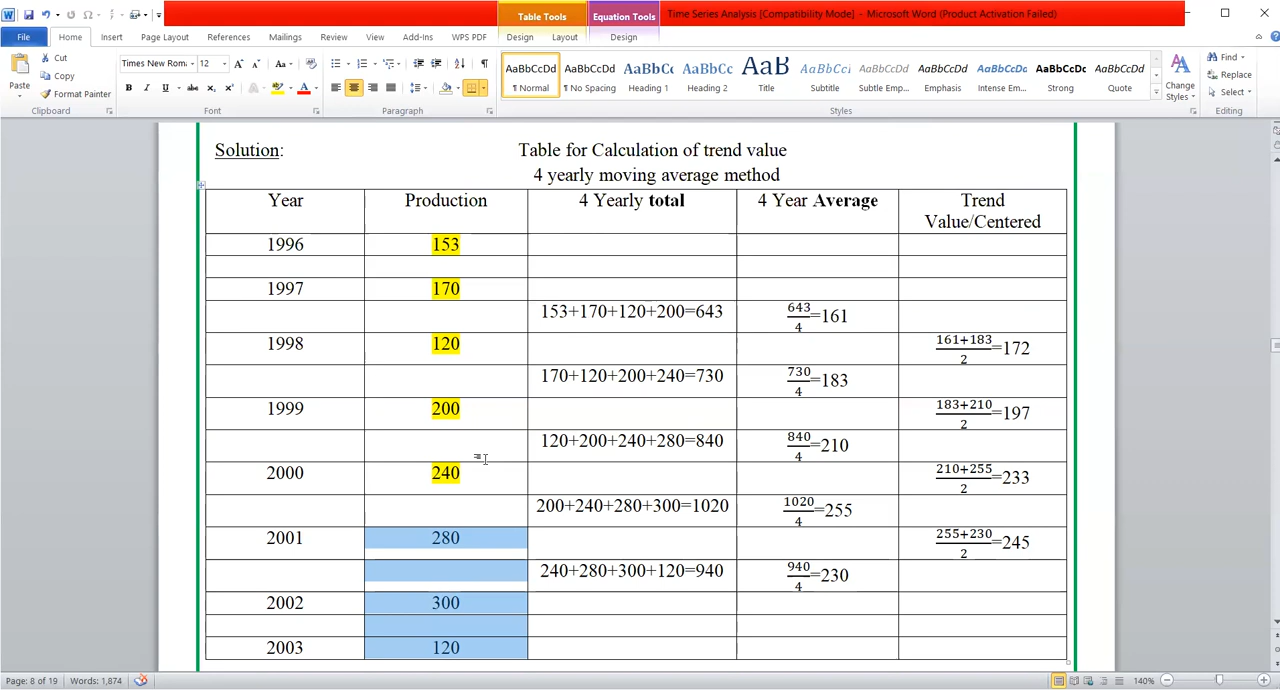 Table Tools
Equation Tools
Time Series Analysis [Compatibility Mode] – Microsoft Word (Product Activation Failed)
File
Home
Insert
Page Layout
References
Mailings
Review
View
Add-Ins
WPS PDF
Design
Layout
Design
Paste
Cut
Copy
Format Painter
Clipboard
Times New Rom
12
Font
Paragraph
AaBbCcDd
¶ Normal
AaBbCcDd
¶ No Spacing
AaBbCc
Heading 1
AaBbCc
Heading 2
AaB
Title
AaBbCcl
Subtitle
AaBbCcDd
Subtle Emp...
AaBbCcDd
Emphasis
AaBbCcDc
Intense Em...
AaBbCcDc
Strong
AaBbCcDd
Quote
Styles
Change
Styles
Find
Replace
Select
Editing
Solution: Table for Calculation of trend value
4 yearly moving average method
Year Production 4 Yearly total 4 Year Average Trend
Value/Centered
1996 153
1997 170
153+170+120+200=643 643/4=161
1998 120 161+183/2=172
170+120+200+240=730 730/4=183
1999 200 183+210/2=197
120+200+240+280=840 840/4=210
2000 240 210+255/2=233
200+240+280+300=1020 1020/4=255
2001 280 255+230/2=245
240+280+300+120=940 940/4=230
2002 300
2003 120
Page: 8 of 19 Words: 1,874 140%